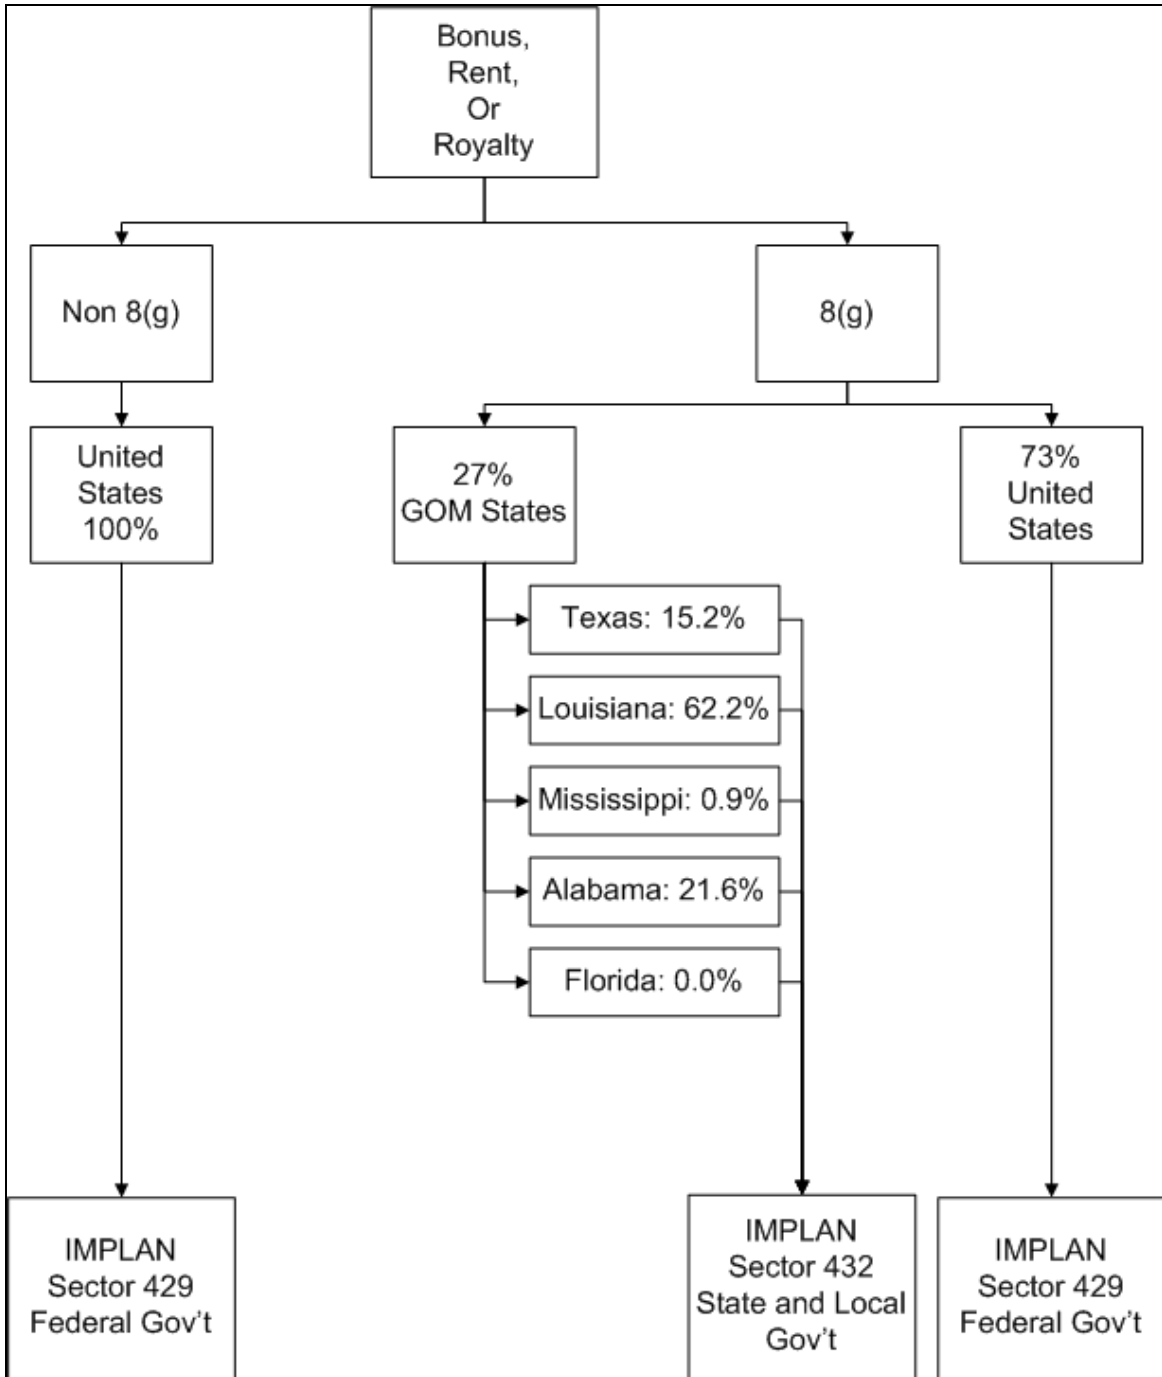 Bonus,
Rent,
Or
Royalty
Non 8(g)
8(g)
United
States
100%
27%
GOM States
73%
United
States
Texas: 15.2%
Louisiana: 62.2%
Mississippi: 0.9%
Alabama: 21.6%
Florida: 0.0%
IMPLAN
Sector 429
Federal Gov't
IMPLAN
Sector 432
State and Local
Gov't
IMPLAN
Sector 429
Federal Gov't